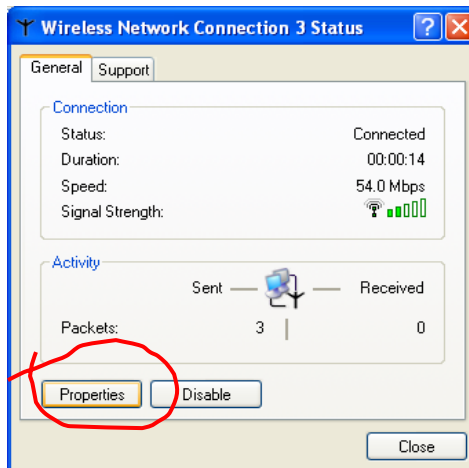 Wireless Network Connection 3 Status
General Support
Connection
Status: Connected
Duration: 00:00:14
Speed: 54.0 Mbps
Signal Strength:
Activity
Sent Received
Packets: 3 0
Properties Disable
Close